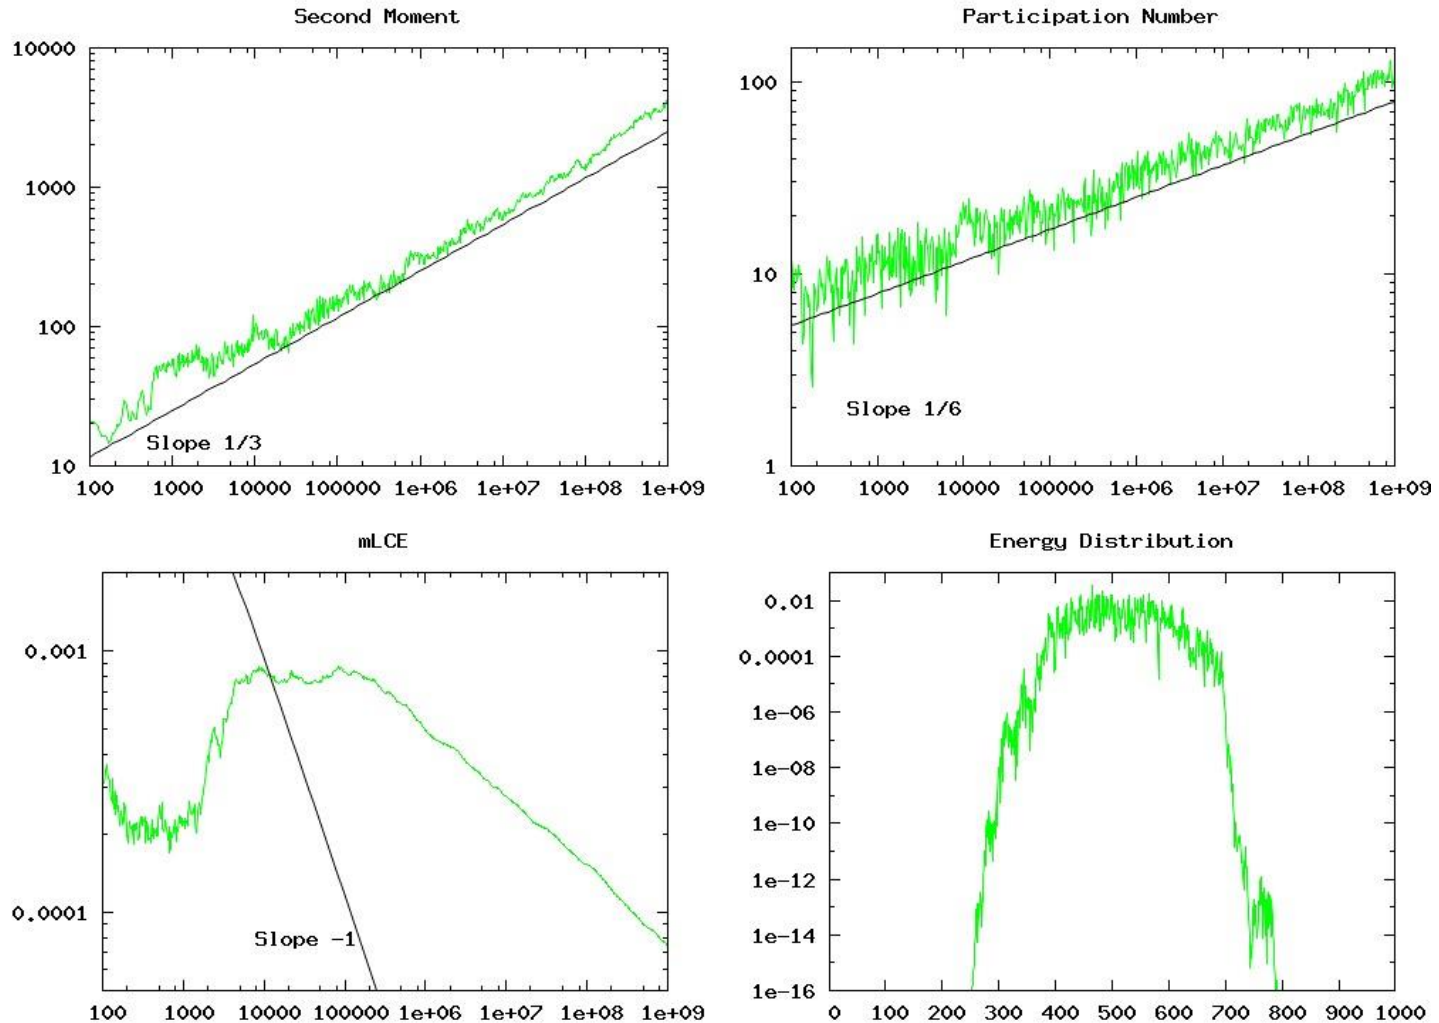 Second Moment
10000
1000
100
10
Slope 1/3
100 1000 10000 100000 1e+06 1e+07 1e+08 1e+09
Participation Number
100
10
1
Slope 1/6
100 1000 10000 100000 1e+06 1e+07 1e+08 1e+09
mLCE
0.001
0.0001
Slope -1
100 1000 10000 100000 1e+06 1e+07 1e+08 1e+09
Energy Distribution
0.01
0.0001
1e-06
1e-08
1e-10
1e-12
1e-14
1e-16
0 100 200 300 400 500 600 700 800 900 1000